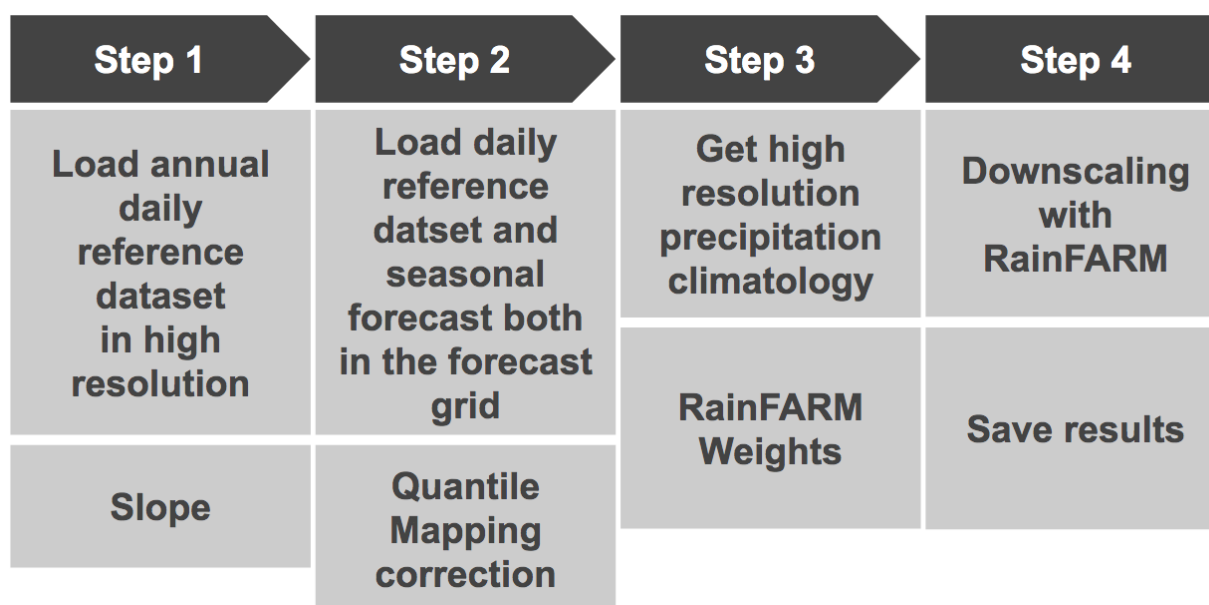 Step 1
Load annual
daily
reference
dataset
in high
resolution
Slope
Step 2
Load daily
reference
datset and
seasonal
forecast both
in the forecast
grid
Quantile
Mapping
correction
Step 3
Get high
resolution
precipitation
climatology
RainFARM
Weights
Step 4
Downscaling
with
RainFARM
Save results